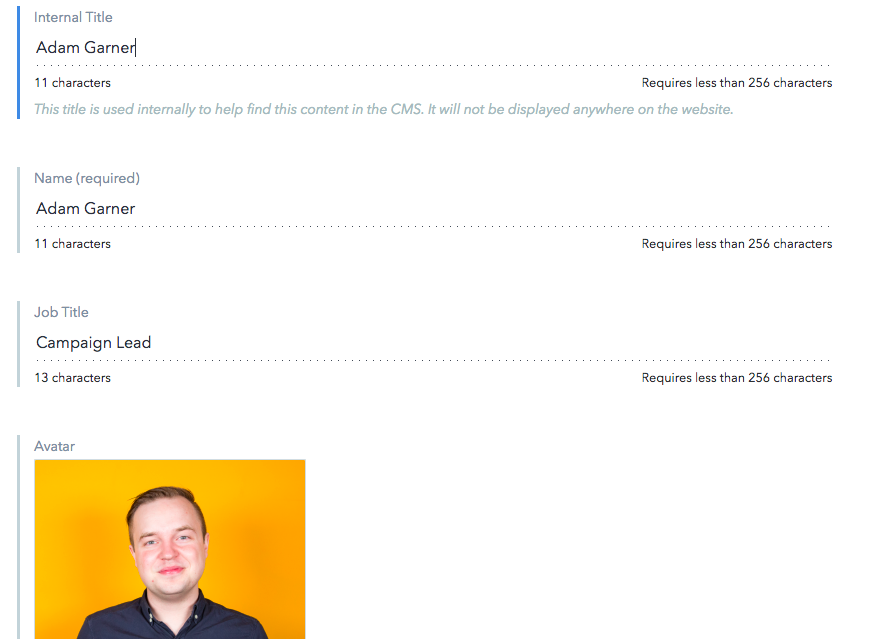 Internal Title
Adam Garner
11 characters Requires less than 256 characters
This title is used internally to help find this content in the CMS. It will not be displayed anywhere on the website.
Name (required)
Adam Garner
11 characters Requires less than 256 characters
Job Title
Campaign Lead
13 characters Requires less than 256 characters
Avatar